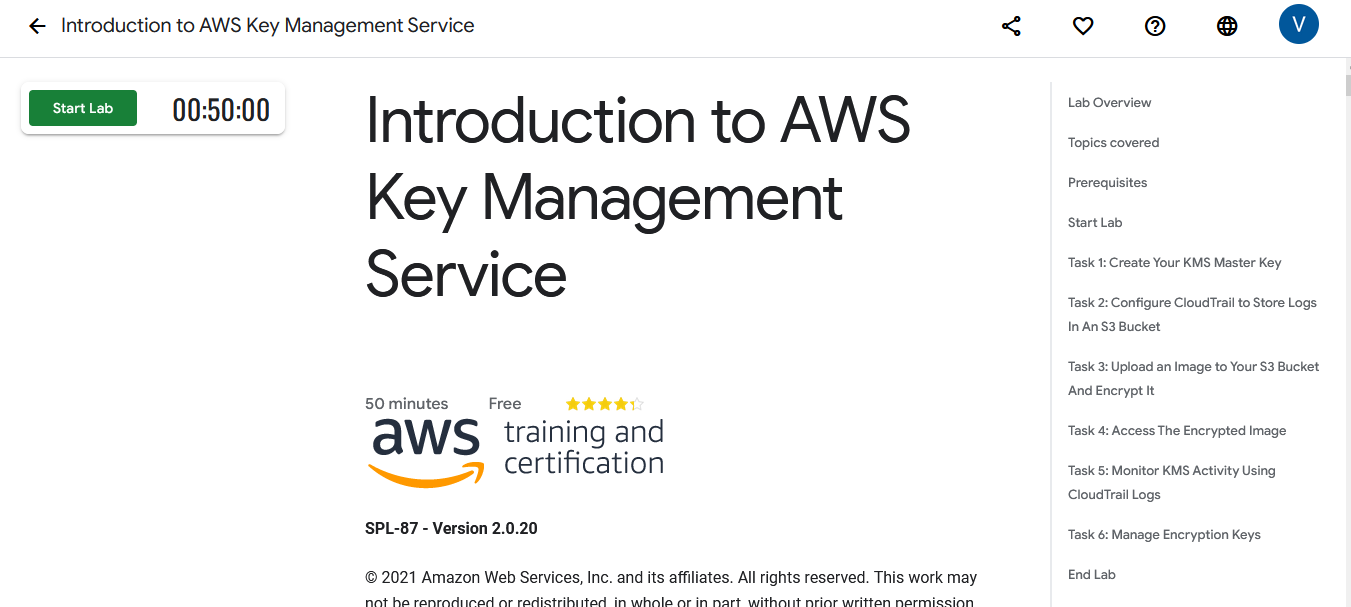 Introduction to AWS Key Management Service
V
Start Lab
00:50:00
Introduction to AWS
Key Management
Service
50 minutes
Free
aws
training and
certification
SPL-87 - Version 2.0.20
© 2021 Amazon Web Services, Inc. and its affiliates. All rights reserved. This work may
not be reproduced or redistributed, in whole or in part, without prior written permission
Lab Overview
Topics covered
Prerequisites
Start Lab
Task 1: Create Your KMS Master Key
Task 2: Configure CloudTrail to Store Logs
In An S3 Bucket
Task 3: Upload an Image to Your S3 Bucket
And Encrypt It
Task 4: Access The Encrypted Image
Task 5: Monitor KMS Activity Using
CloudTrail Logs
Task 6: Manage Encryption Keys
End Lab